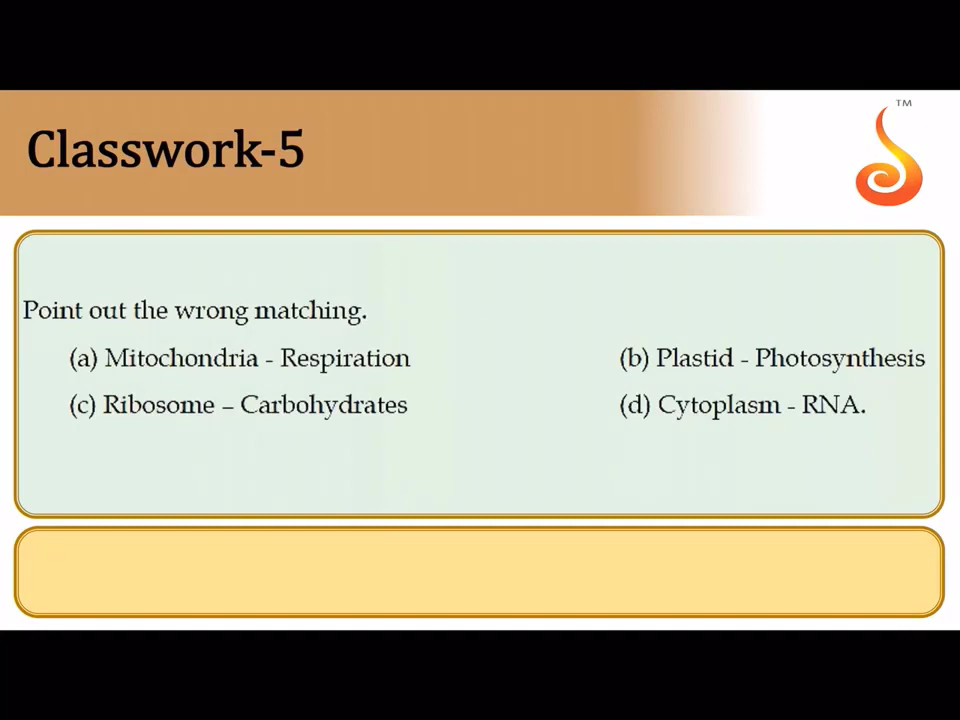 Classwork-5
TM
Point out the wrong matching.
(a) Mitochondria - Respiration (b) Plastid - Photosynthesis
(c) Ribosome – Carbohydrates (d) Cytoplasm - RNA.